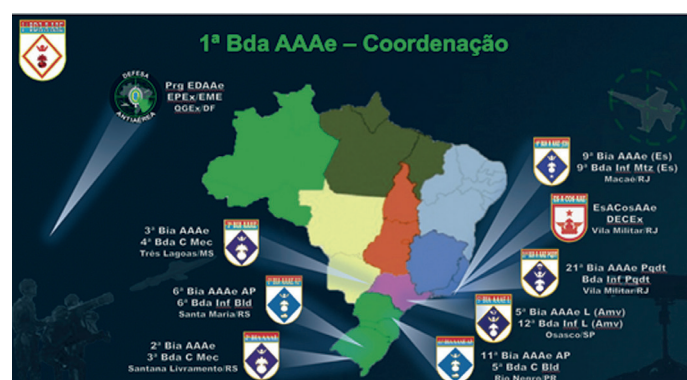 1ª Bda AAAe – Coordenação
DEFESA
ANTIAÉREA
Prg EDAAe
EPEx/EME
QGEx/DF
9ª Bia AAAe (Es)
9ª Bda Inf Mtz (Es)
Macaé/RJ
EsACosAAe
DECEx
Vila Militar/RJ
3ª Bia AAAe
4ª Bda C Mec
Três Lagoas/MS
21ª Bia AAAe Pqdt
Bda Inf Pqdt
Vila Militar/RJ
6ª Bia AAAe AP
6ª Bda Inf Bld
Santa Maria/RS
5ª Bia AAAe L (Amv)
12ª Bda Inf L (Amv)
Osasco/SP
2ª Bia AAAe
3ª Bda C Mec
Santana Livramento/RS
11ª Bia AAAe AP
5ª Bda C Bld
Rio Negro/PR